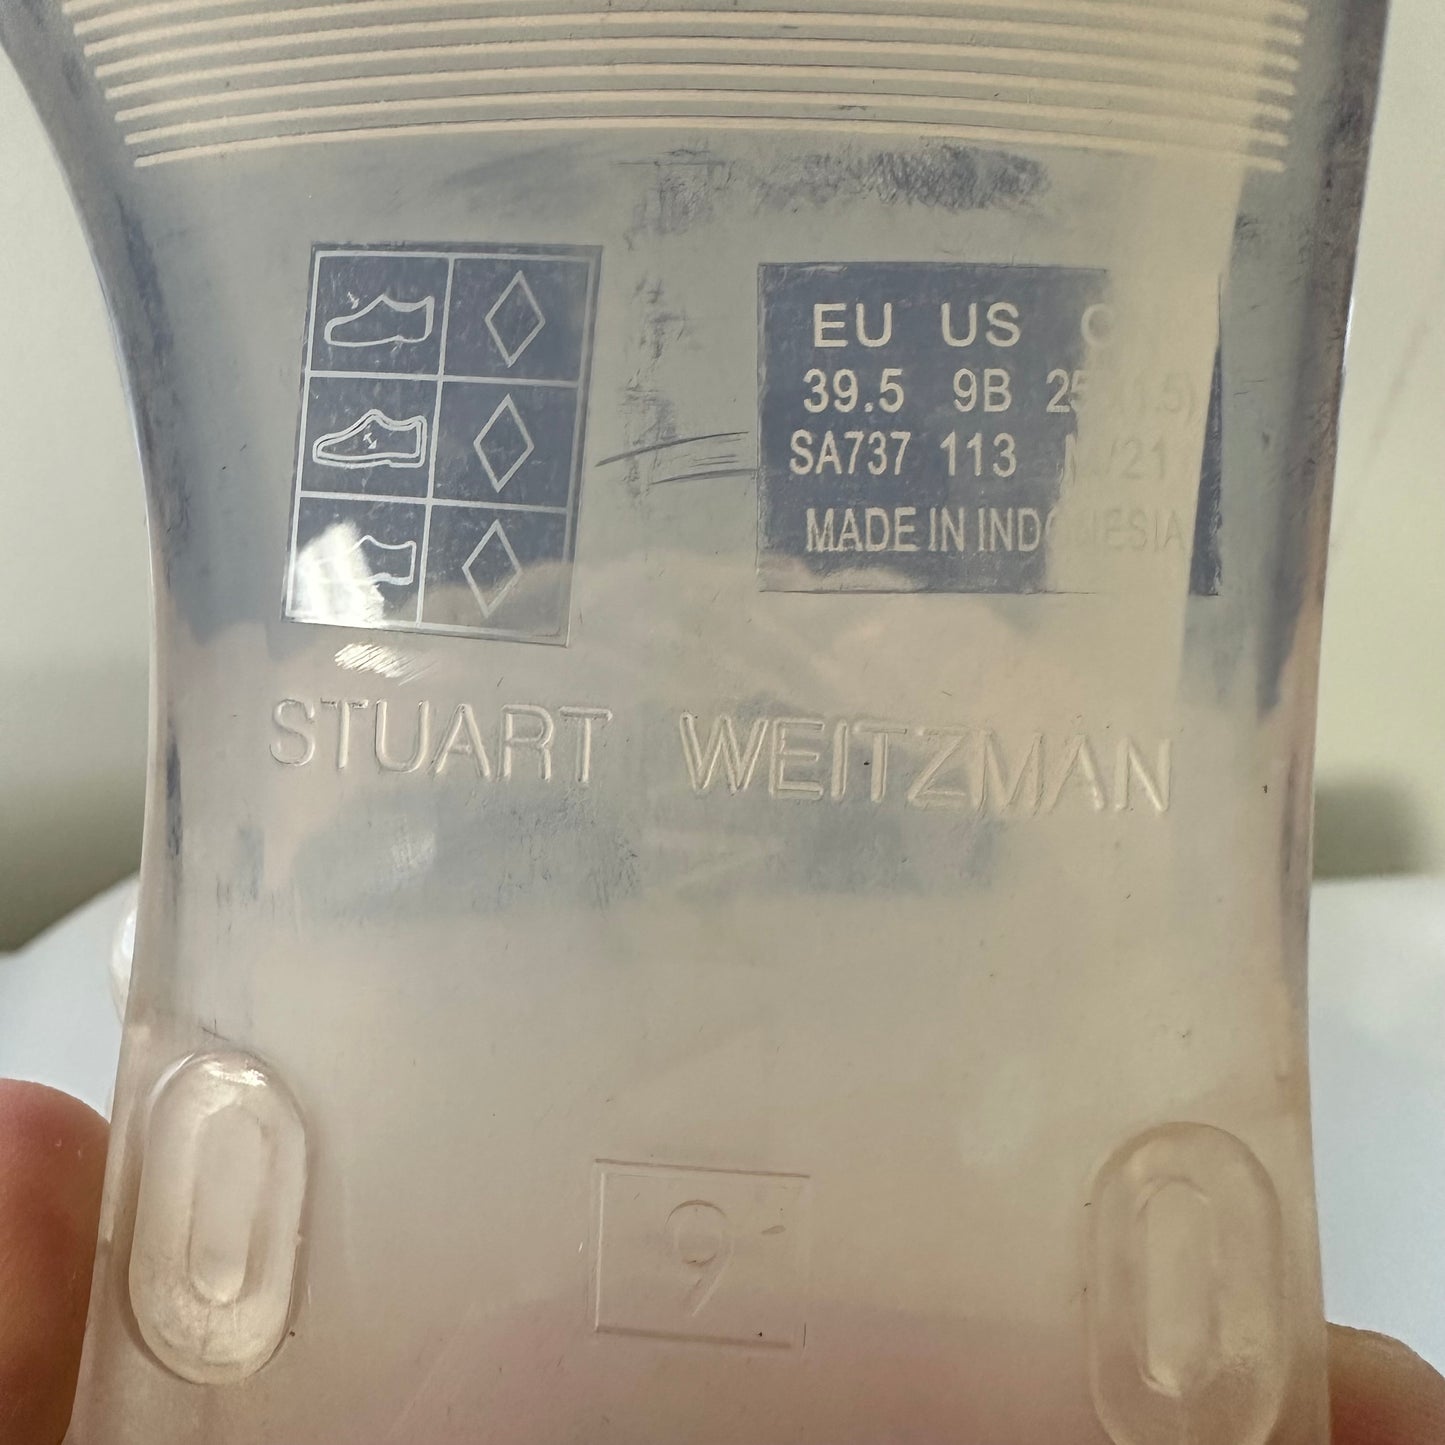 EU US
39.5 9B
SA737 113
MADE IN INDONESIA
STUART WEITZMAN
9